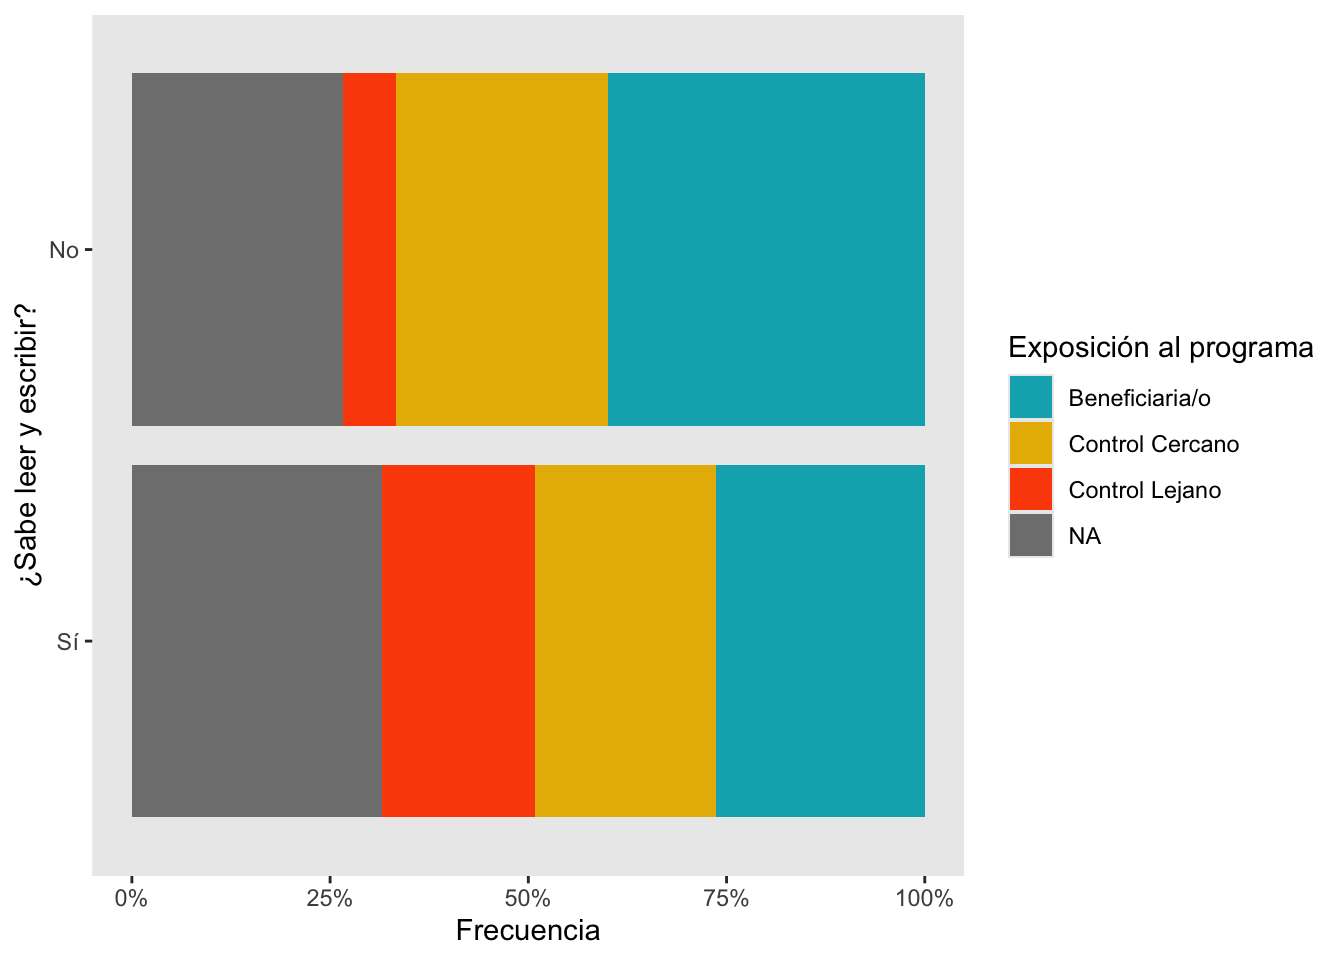 ¿Sabe leer y escribir?
No
Sí
0% 25% 50% 75% 100%
Frecuencia
Exposición al programa
Beneficiaria/o
Control Cercano
Control Lejano
NA